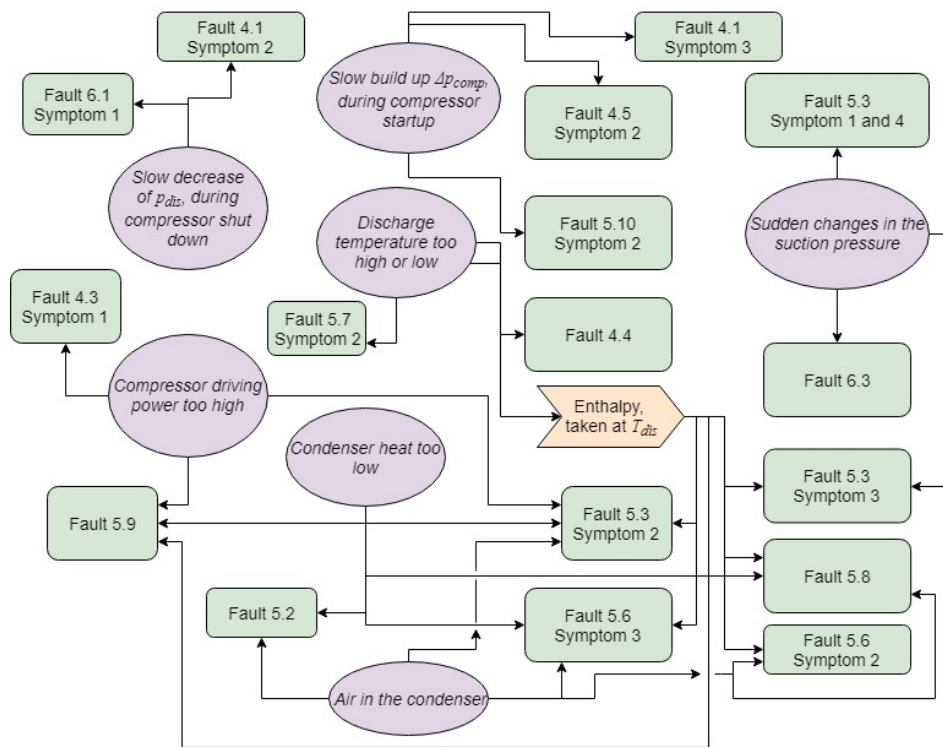 Fault 4.1
Symptom 2
Fault 4.1
Symptom 3
Slow build up Δp_comp,
during compressor
startup
Fault 6.1
Symptom 1
Fault 4.5
Symptom 2
Fault 5.3
Symptom 1 and 4
Slow decrease
of p_dis, during
compressor shut
down
Discharge
temperature too
high or low
Fault 5.10
Symptom 2
Sudden changes in the
suction pressure
Fault 4.3
Symptom 1
Fault 5.7
Symptom 2
Fault 4.4
Fault 6.3
Compressor driving
power too high
Enthalpy,
taken at T_dis
Condenser heat too
low
Fault 5.3
Symptom 3
Fault 5.9
Fault 5.3
Symptom 2
Fault 5.8
Fault 5.2
Fault 5.6
Symptom 3
Fault 5.6
Symptom 2
Air in the condenser